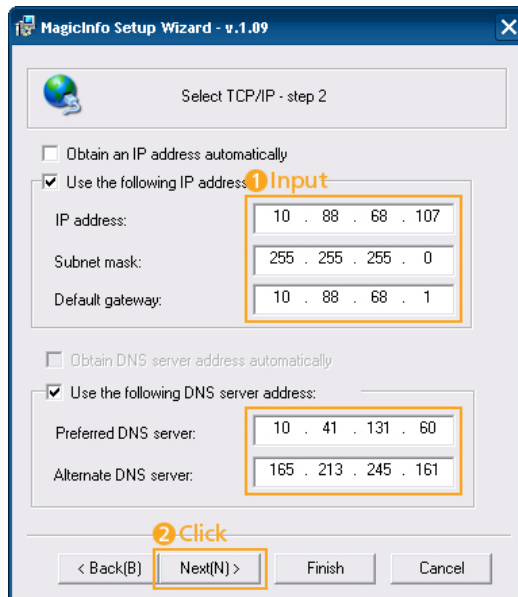 MagicInfo Setup Wizard - v.1.09
Select TCP/IP - step 2
Obtain an IP address automatically
Use the following IP address
1 Input
IP address: 10 . 88 . 68 . 107
Subnet mask: 255 . 255 . 255 . 0
Default gateway: 10 . 88 . 68 . 1
Obtain DNS server address automatically
Use the following DNS server address:
Preferred DNS server: 10 . 41 . 131 . 60
Alternate DNS server: 165 . 213 . 245 . 161
2 Click
< Back(B) Next(N) > Finish Cancel